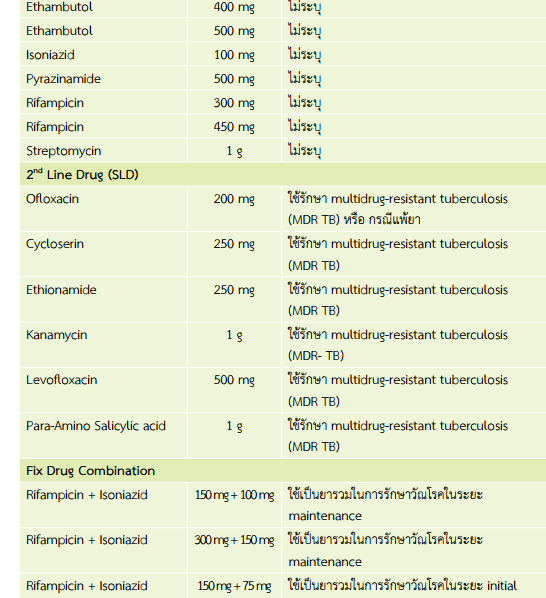 Ethambutol 400 mg ไม่ระบุ
Ethambutol 500 mg ไม่ระบุ
Isoniazid 100 mg ไม่ระบุ
Pyrazinamide 500 mg ไม่ระบุ
Rifampicin 300 mg ไม่ระบุ
Rifampicin 450 mg ไม่ระบุ
Streptomycin 1 g ไม่ระบุ
2nd Line Drug (SLD)
Ofloxacin 200 mg ใช้รักษา multidrug-resistant tuberculosis
(MDR TB) หรือ กรณีแพ้ยา
Cycloserin 250 mg ใช้รักษา multidrug-resistant tuberculosis
(MDR TB)
Ethionamide 250 mg ใช้รักษา multidrug-resistant tuberculosis
(MDR TB)
Kanamycin 1 g ใช้รักษา multidrug-resistant tuberculosis
(MDR- TB)
Levofloxacin 500 mg ใช้รักษา multidrug-resistant tuberculosis
(MDR TB)
Para-Amino Salicylic acid 1 g ใช้รักษา multidrug-resistant tuberculosis
(MDR TB)
Fix Drug Combination
Rifampicin + Isoniazid 150 mg + 100 mg ใช้เป็นยารวมในการรักษาวัณโรคในระยะ
maintenance
Rifampicin + Isoniazid 300 mg + 150 mg ใช้เป็นยารวมในการรักษาวัณโรคในระยะ
maintenance
Rifampicin + Isoniazid 150 mg + 75 mg ใช้เป็นยารวมในการรักษาวัณโรคในระยะ initial